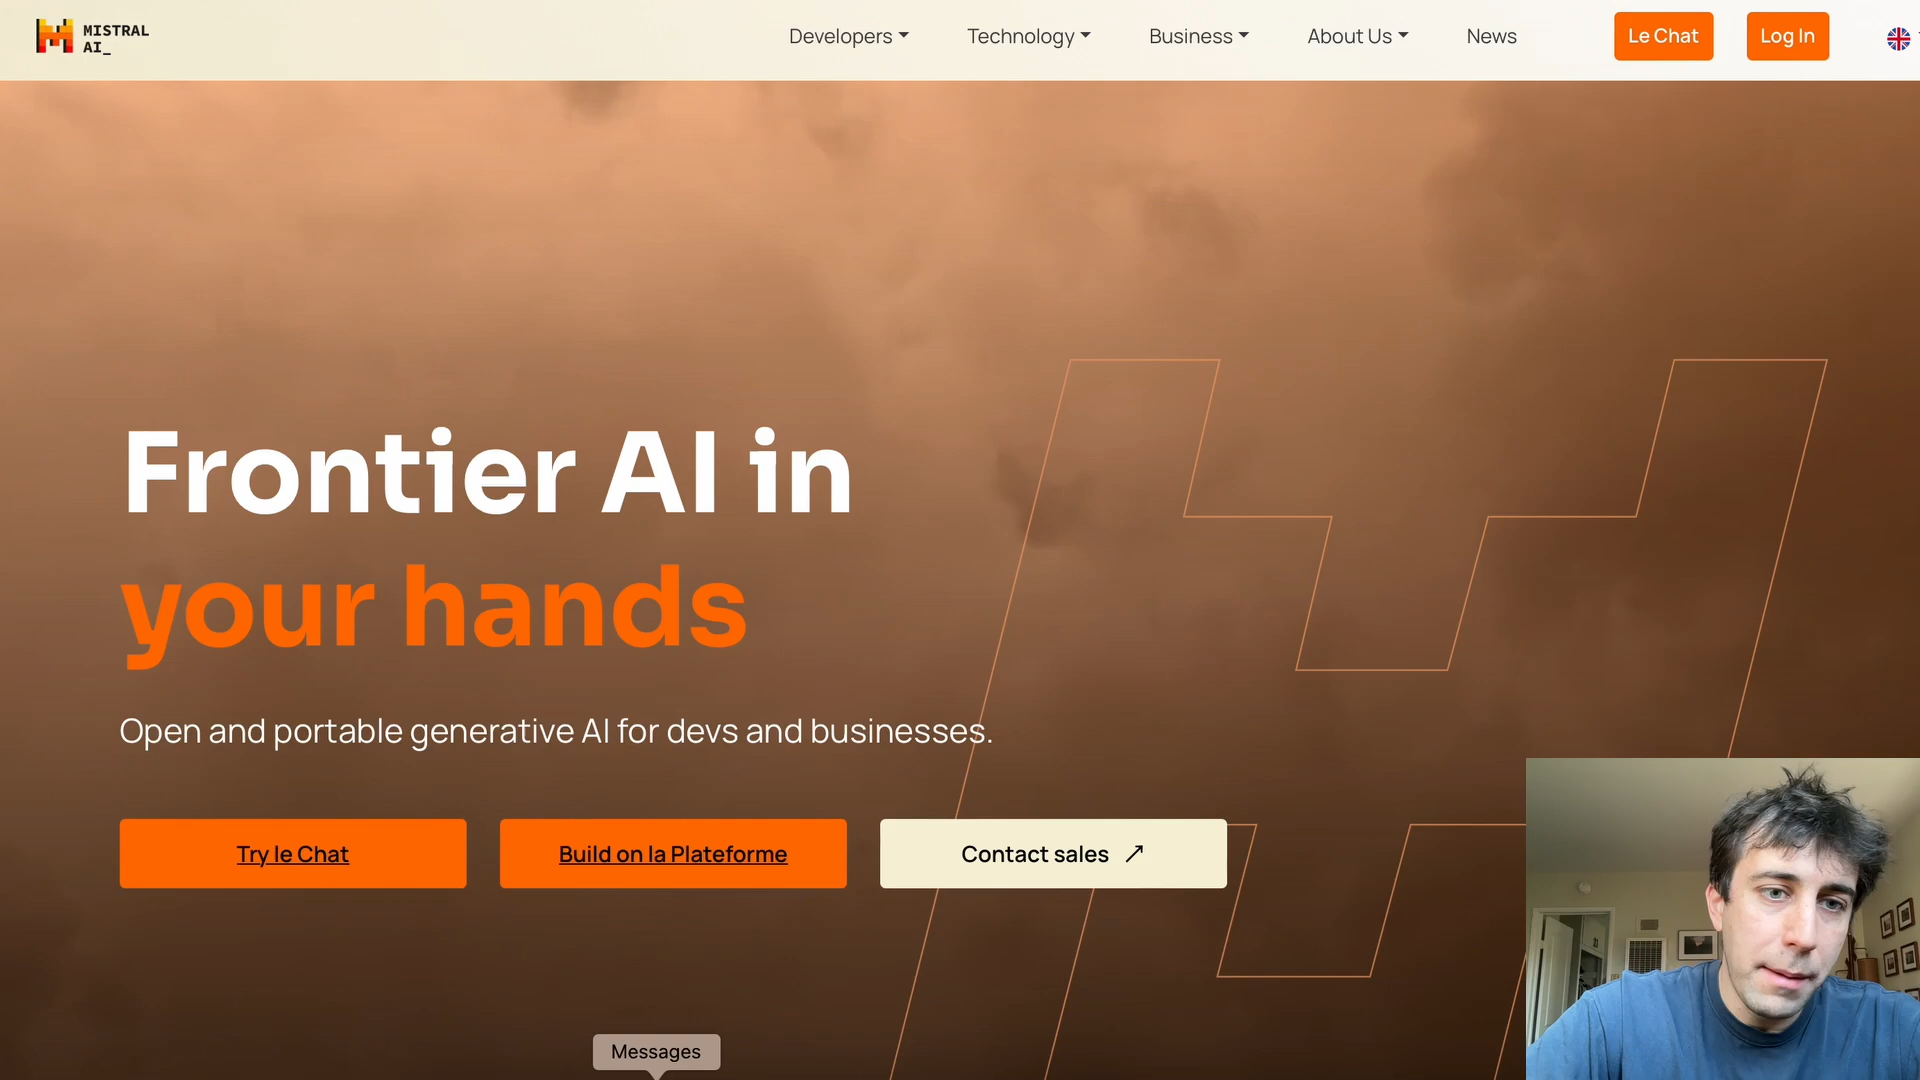 MISTRAL
AI_
Developers
Technology
Business
About Us
News
Le Chat
Log In
Frontier AI in
your hands
Open and portable generative AI for devs and businesses.
Try le Chat
Build on la Plateforme
Contact sales ↗
Messages